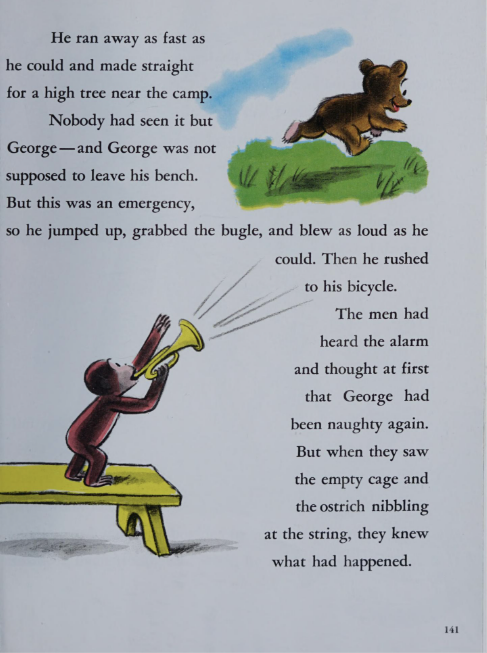 He ran away as fast as
he could and made straight
for a high tree near the camp.
Nobody had seen it but
George—and George was not
supposed to leave his bench.
But this was an emergency,
so he jumped up, grabbed the bugle, and blew as loud as he
could. Then he rushed
to his bicycle.
The men had
heard the alarm
and thought at first
that George had
been naughty again.
But when they saw
the empty cage and
the ostrich nibbling
at the string, they knew
what had happened.
141